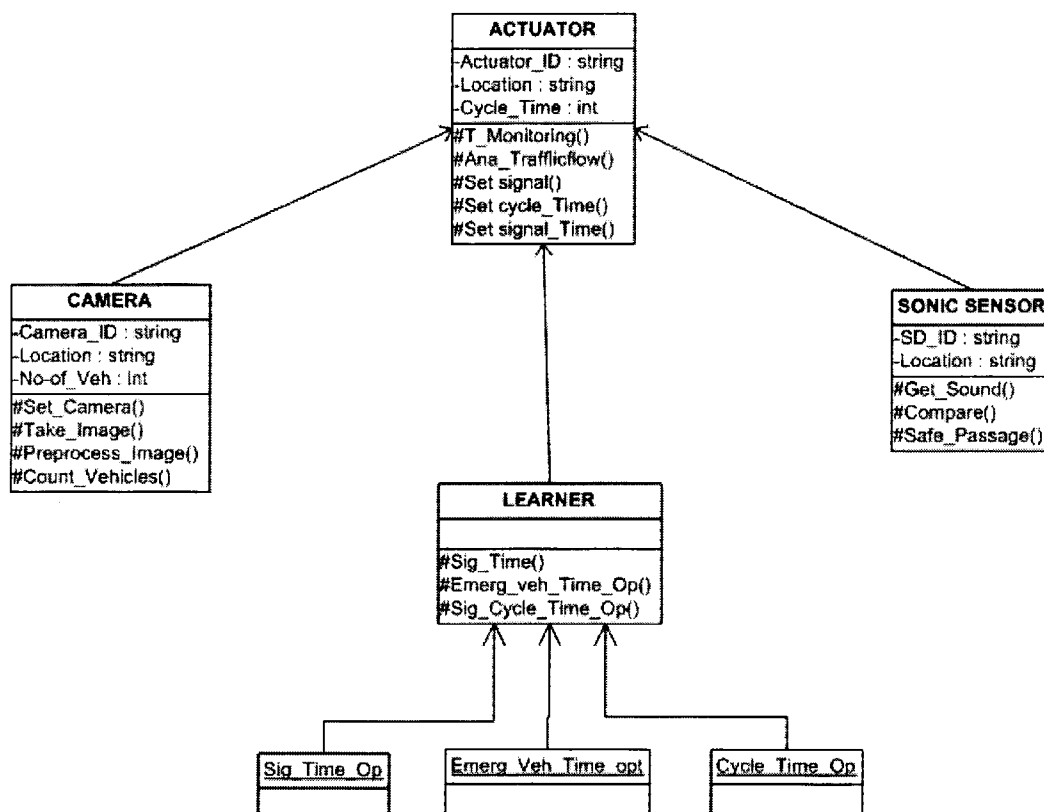 ACTUATOR
-Actuator_ID : string
-Location : string
-Cycle_Time : int
#T_Monitoring()
#Ana_Trafflicflow()
#Set signal()
#Set cycle_Time()
#Set signal_Time()
CAMERA
-Camera_ID : string
-Location : string
-No-of_Veh : int
#Set_Camera()
#Take_Image()
#Preprocess_Image()
#Count_Vehicles()
SONIC SENSOR
-SD_ID : string
-Location : string
#Get_Sound()
#Compare()
#Safe_Passage()
LEARNER
#Sig_Time()
#Emerg_veh_Time_Op()
#Sig_Cycle_Time_Op()
Sig_Time_Op
Emerg_Veh_Time_opt
Cycle_Time_Op